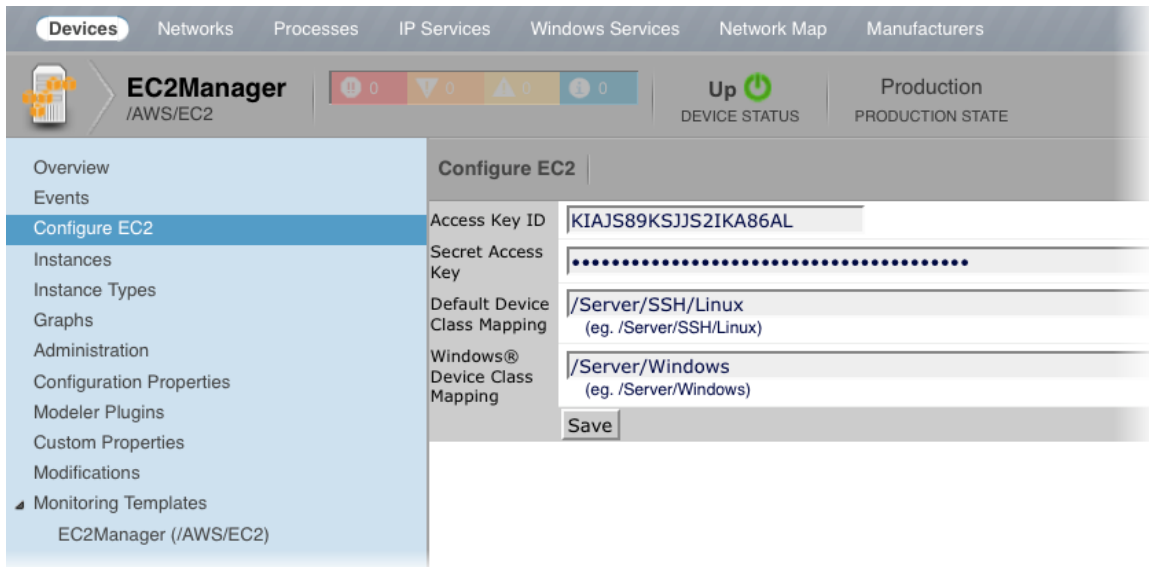 Devices Networks Processes IP Services Windows Services Network Map Manufacturers
EC2Manager
/AWS/EC2
0 0 0 0
Up
DEVICE STATUS
Production
PRODUCTION STATE
Overview
Events
Configure EC2
Instances
Instance Types
Graphs
Administration
Configuration Properties
Modeler Plugins
Custom Properties
Modifications
Monitoring Templates
EC2Manager (/AWS/EC2)
Configure EC2
Access Key ID KIAJS89KSJJS2IKA86AL
Secret Access
Key
••••••••••••••••••••••••••••••••••••••••
Default Device
Class Mapping
/Server/SSH/Linux
(eg. /Server/SSH/Linux)
Windows®
Device Class
Mapping
/Server/Windows
(eg. /Server/Windows)
Save